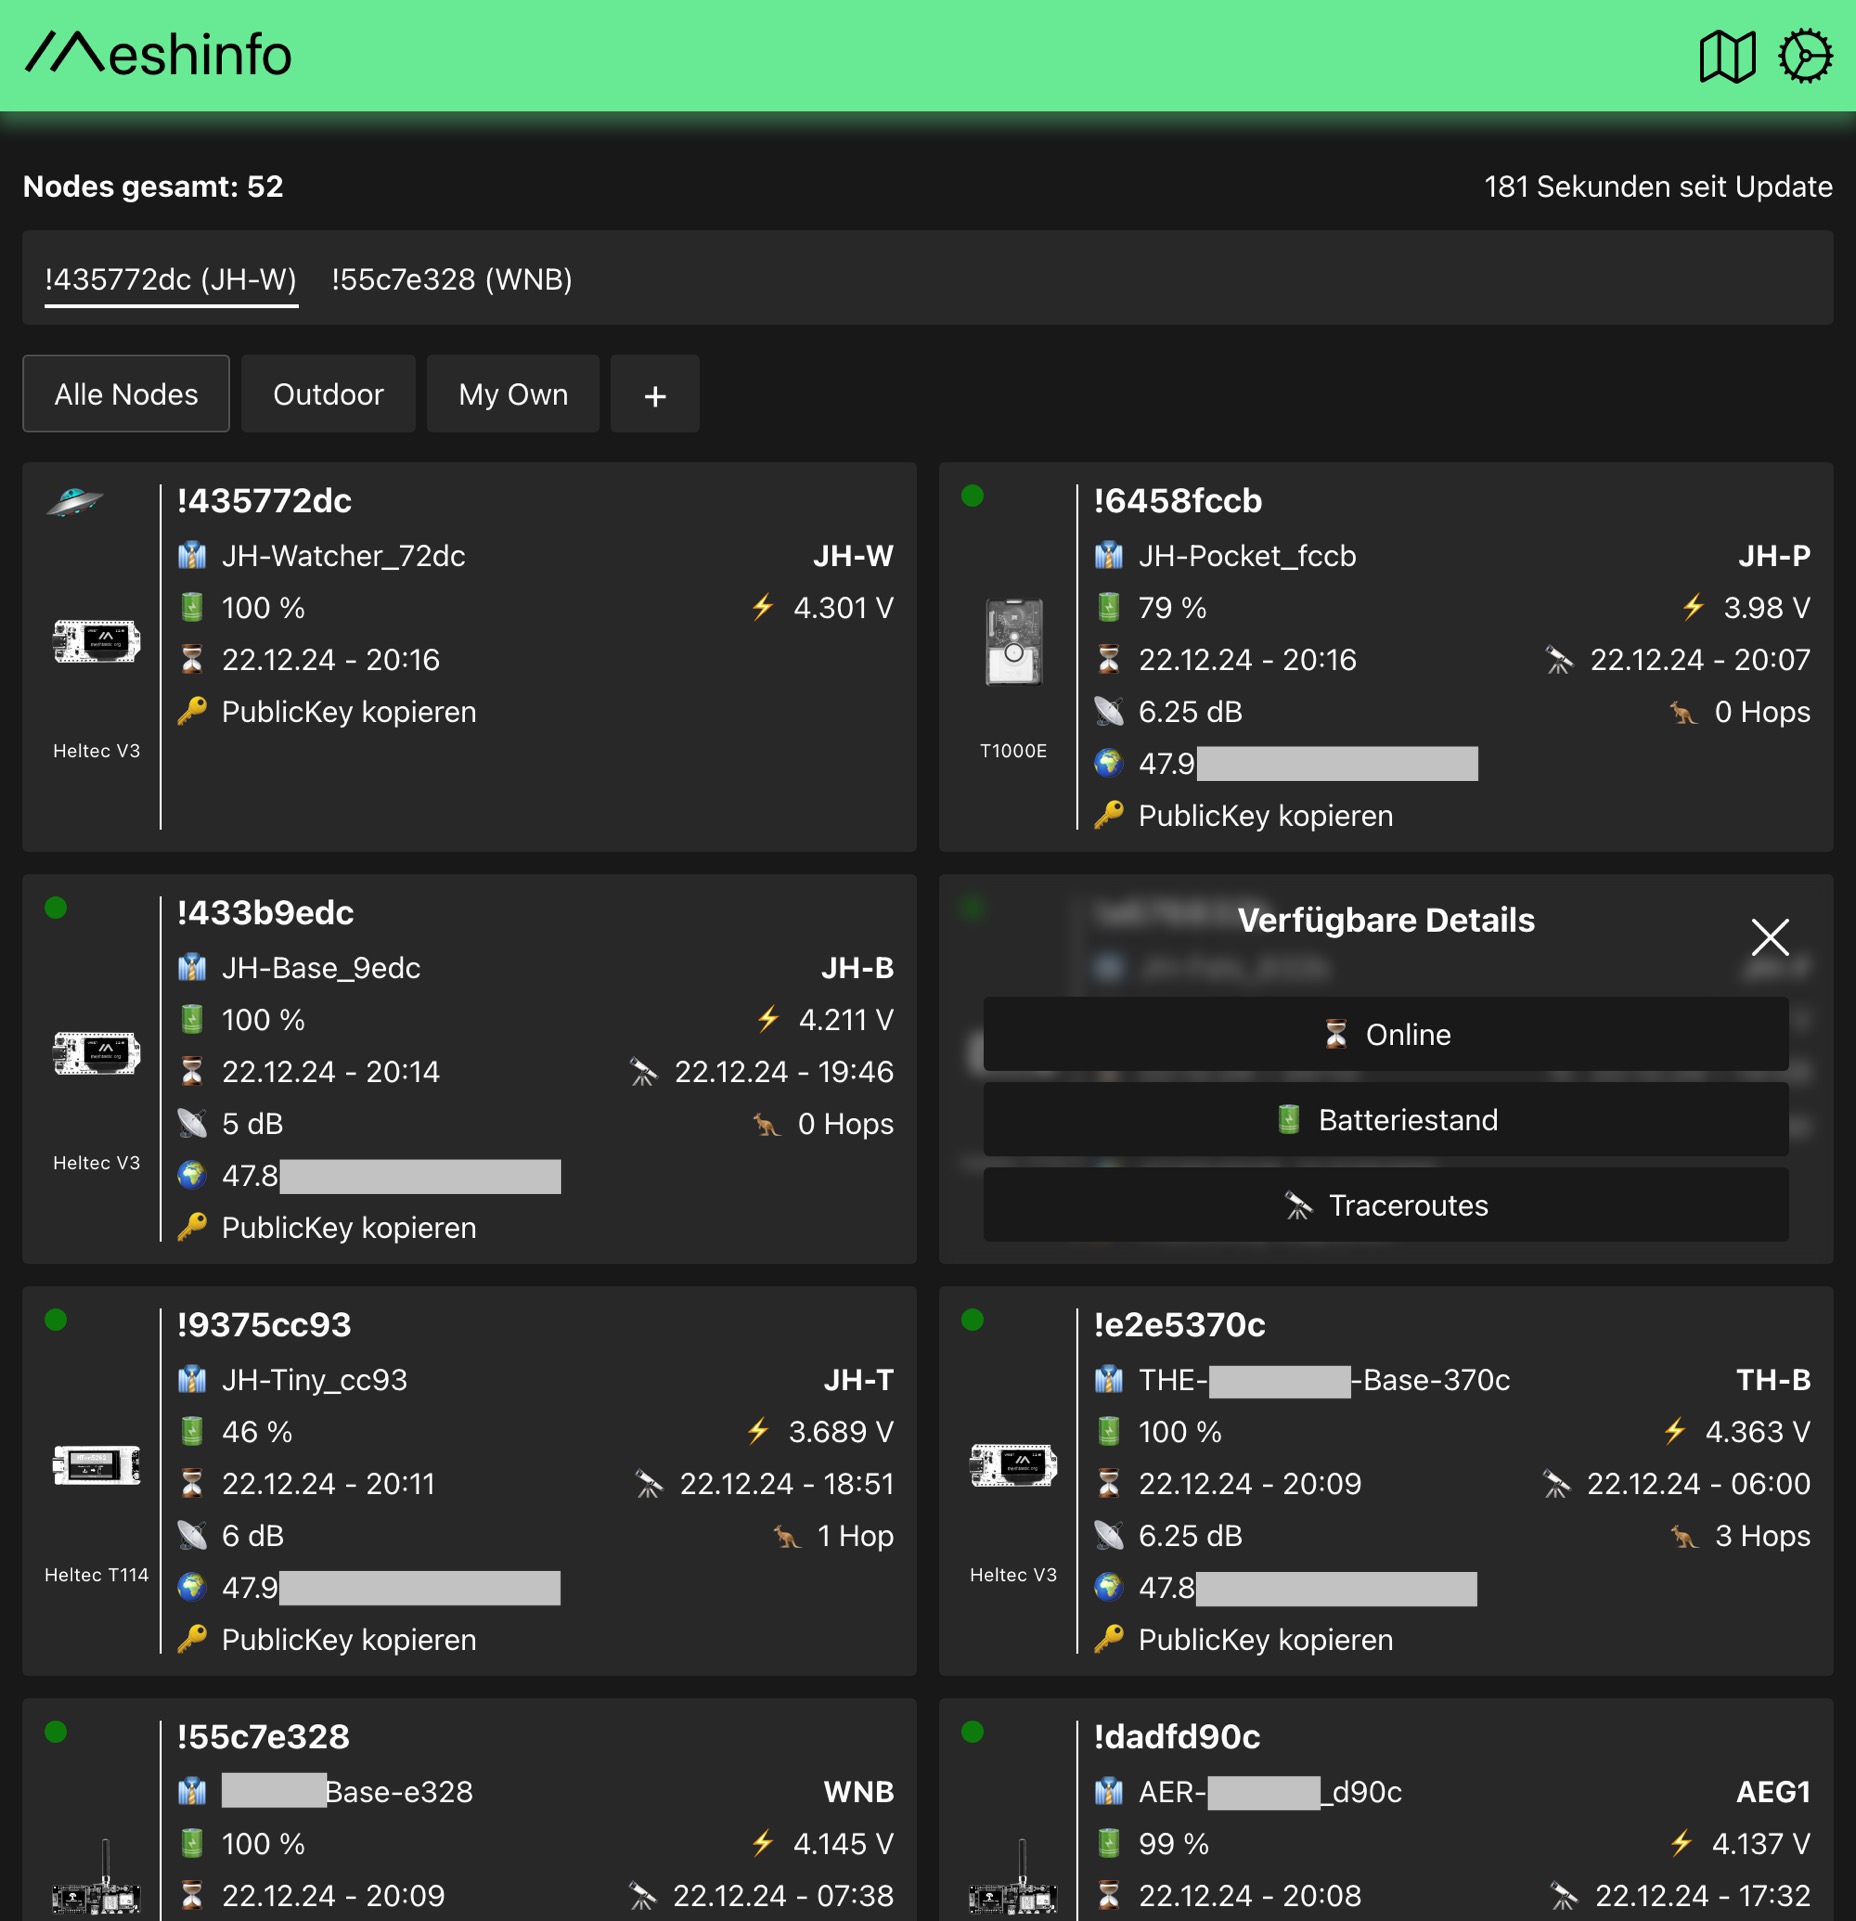 //\eshinfo
Nodes gesamt: 52
181 Sekunden seit Update
!435772dc (JH-W) !55c7e328 (WNB)
Alle Nodes Outdoor My Own +
!435772dc
JH-Watcher_72dc JH-W
100 % 4.301 V
22.12.24 - 20:16
PublicKey kopieren
Heltec V3
!6458fccb
JH-Pocket_fccb JH-P
79 % 3.98 V
22.12.24 - 20:16 22.12.24 - 20:07
6.25 dB 0 Hops
T1000E
47.9
PublicKey kopieren
!433b9edc
JH-Base_9edc JH-B
100 % 4.211 V
22.12.24 - 20:14 22.12.24 - 19:46
5 dB 0 Hops
Heltec V3
47.8
PublicKey kopieren
Verfügbare Details
Online
Batteriestand
Traceroutes
!9375cc93
JH-Tiny_cc93 JH-T
46 % 3.689 V
22.12.24 - 20:11 22.12.24 - 18:51
6 dB 1 Hop
Heltec T114
47.9
PublicKey kopieren
!e2e5370c
THE- -Base-370c TH-B
100 % 4.363 V
22.12.24 - 20:09 22.12.24 - 06:00
6.25 dB 3 Hops
Heltec V3
47.8
PublicKey kopieren
!55c7e328
Base-e328 WNB
100 % 4.145 V
22.12.24 - 20:09 22.12.24 - 07:38
!dadfd90c
AER- _d90c AEG1
99 % 4.137 V
22.12.24 - 20:08 22.12.24 - 17:32